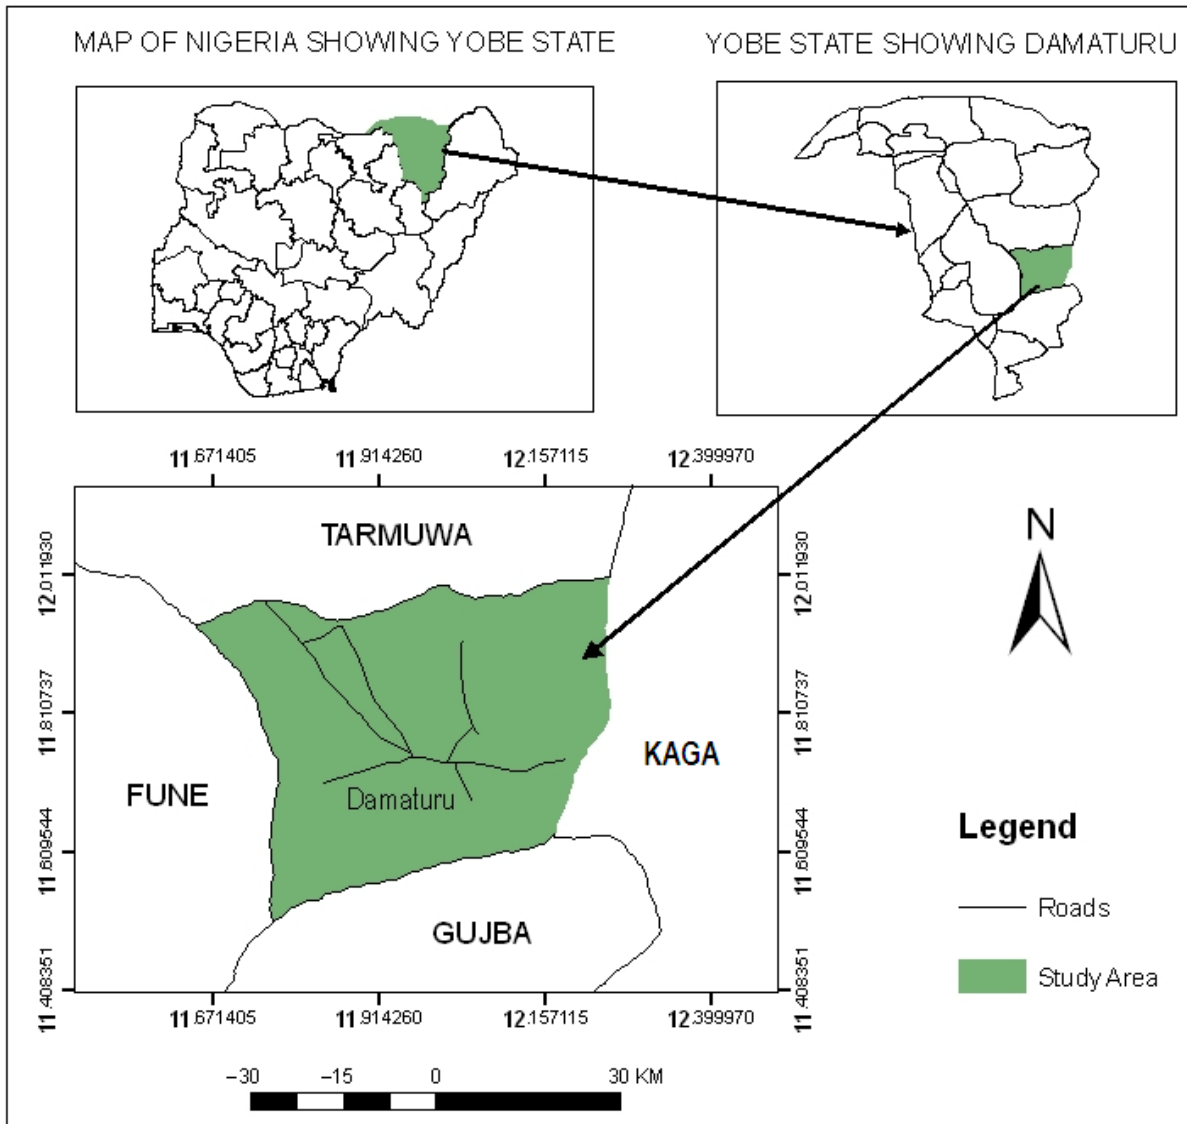 MAP OF NIGERIA SHOWING YOBE STATE
YOBE STATE SHOWING DAMATURU
11.671405 11.914260 12.157115 12.399970
TARMUWA
N
12.011930
12.011930
11.810737
11.810737
KAGA
FUNE
Damaturu
Legend
11.609544
11.609544
Roads
GUJBA
Study Area
11.408351
11.408351
11.671405 11.914260 12.157115 12.399970
−30 −15 0 30 KM